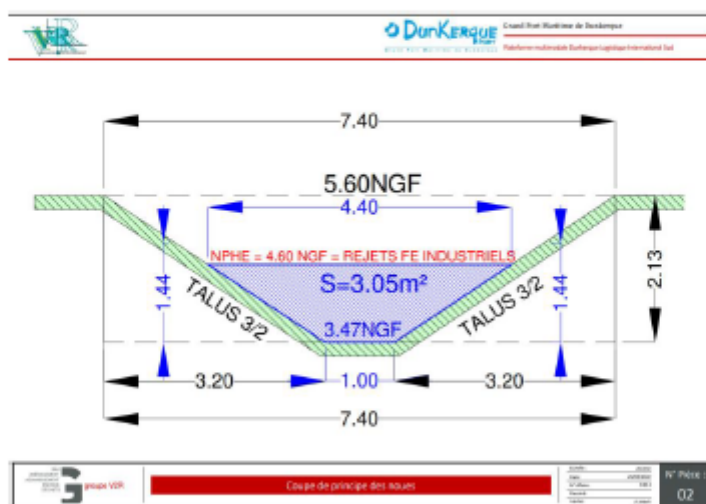 V2R
DUNKERQUE
PORT
Grand Port Maritime de Dunkerque
Plateforme multimodale Dunkerque Logistique International Sud
7.40
5.60NGF
4.40
NPHE = 4.60 NGF = REJETS FE INDUSTRIELS
S=3.05m²
1.44
1.44
2.13
TALUS 3/2
TALUS 3/2
3.47NGF
3.20
1.00
3.20
7.40
groupe V2R
Coupe de principe des noues
N° Pièce :
02